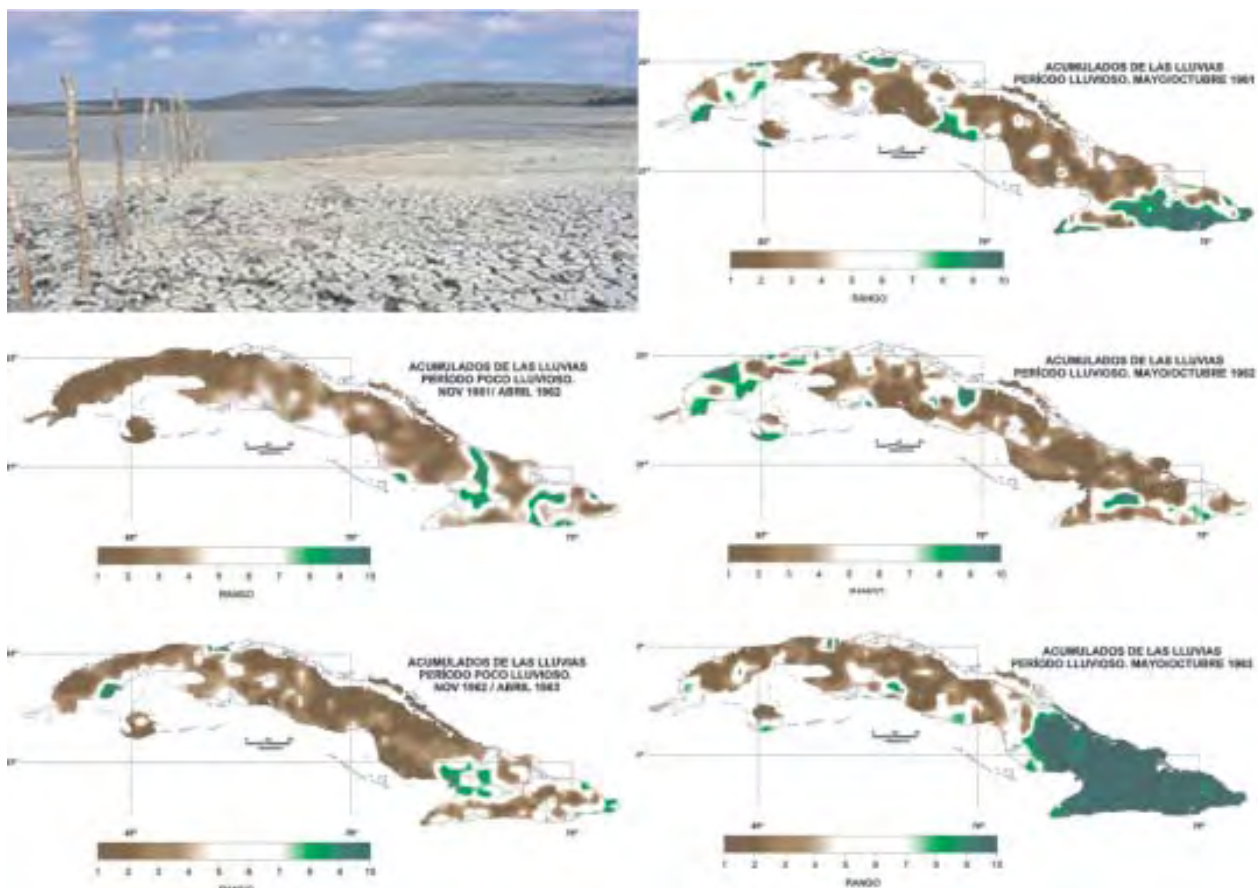 ACUMULADOS DE LAS LLUVIAS
PERÍODO LLUVIOSO. MAYO/OCTUBRE 1961
1 2 3 4 5 6 7 8 9 10
RANGO
ACUMULADOS DE LAS LLUVIAS
PERÍODO POCO LLUVIOSO.
NOV 1961/ ABRIL 1962
1 2 3 4 5 6 7 8 9 10
RANGO
ACUMULADOS DE LAS LLUVIAS
PERÍODO LLUVIOSO. MAYO/OCTUBRE 1962
1 2 3 4 5 6 7 8 9 10
ACUMULADOS DE LAS LLUVIAS
PERÍODO POCO LLUVIOSO.
NOV 1962 / ABRIL 1963
1 2 3 4 5 6 7 8 9 10
RANGO
ACUMULADOS DE LAS LLUVIAS
PERÍODO LLUVIOSO. MAYO/OCTUBRE 1963
1 2 3 4 5 6 7 8 9 10
RANGO